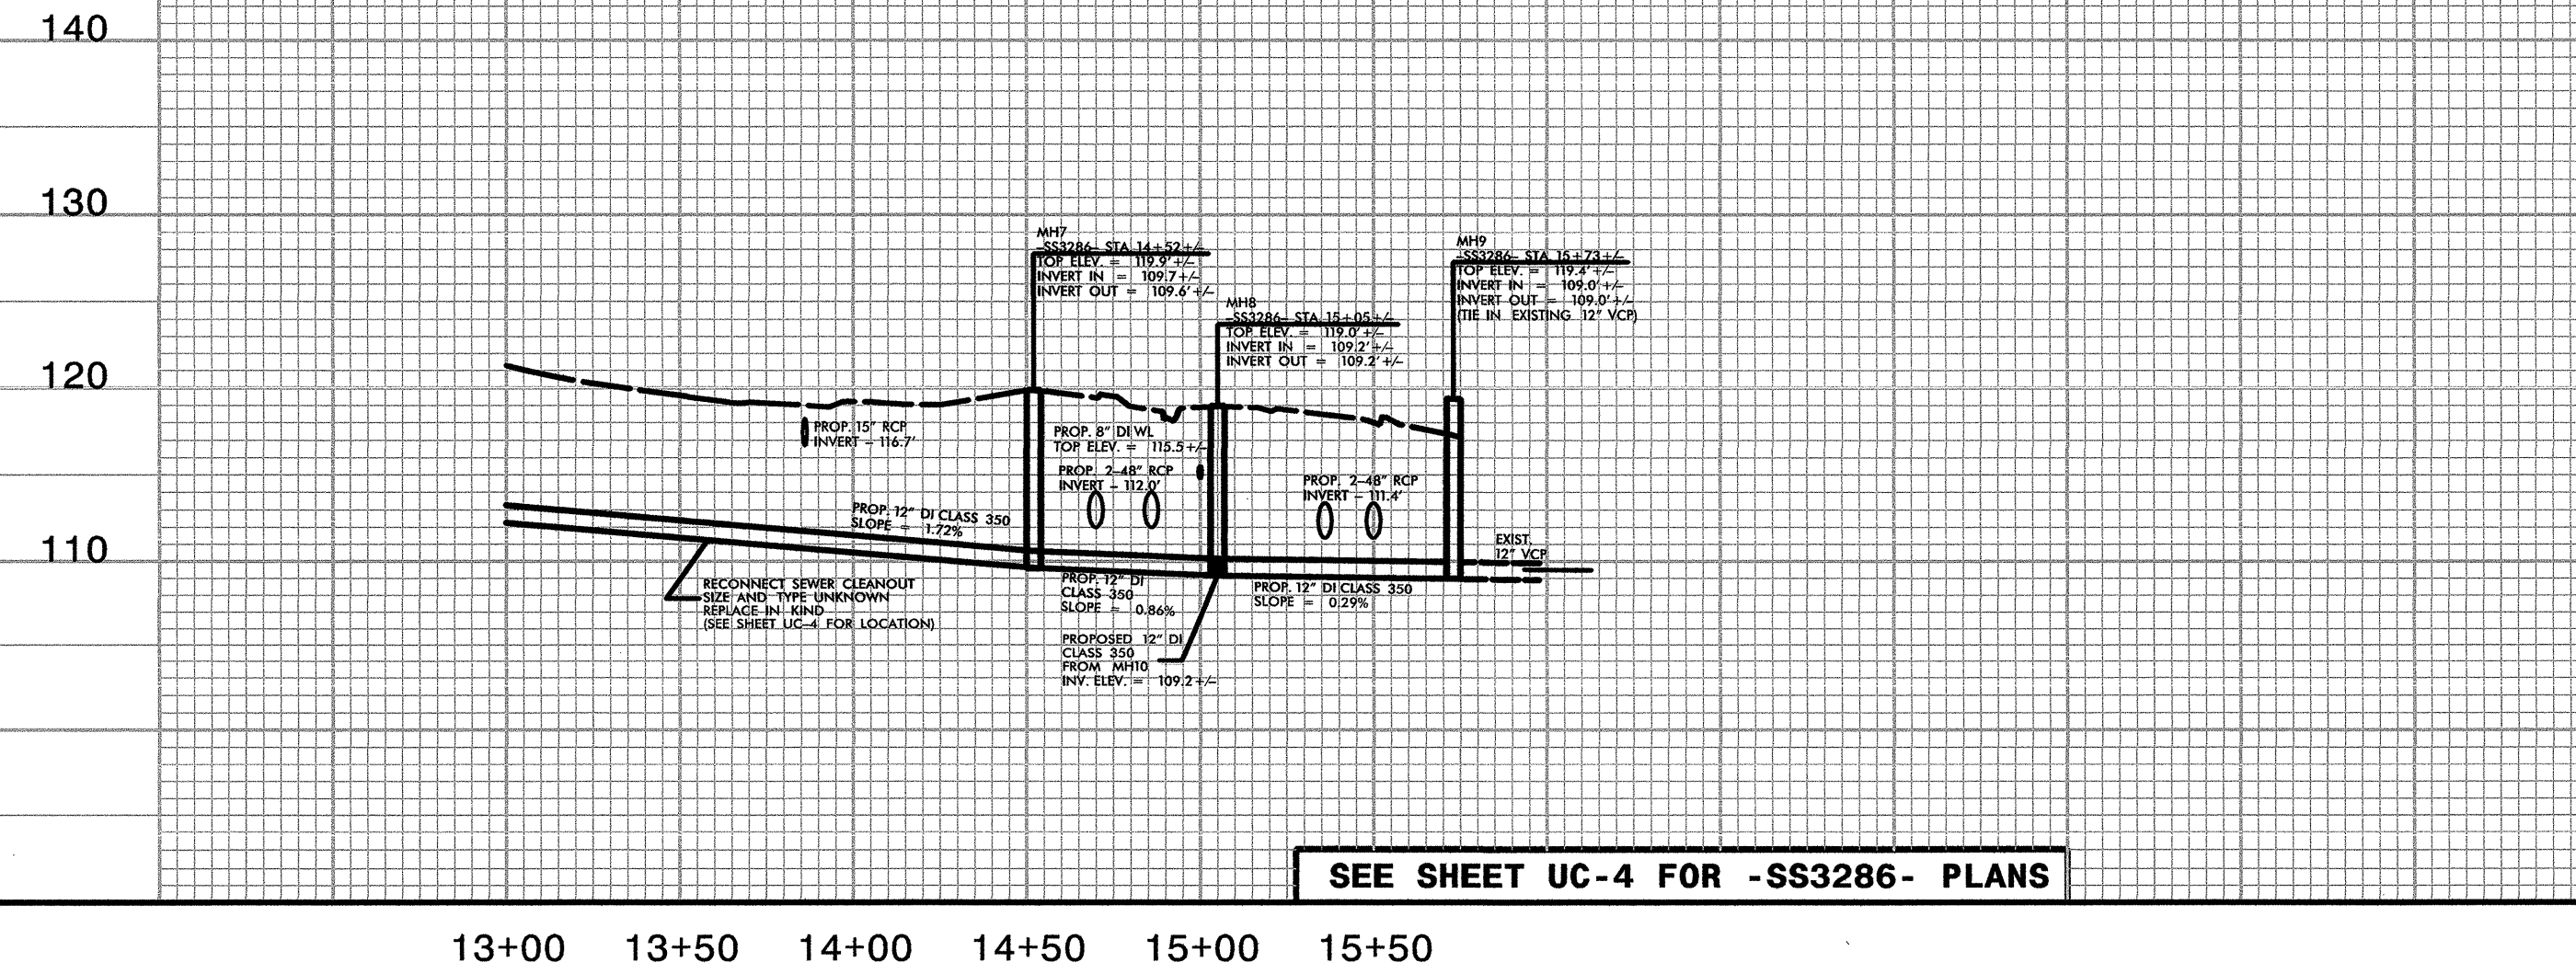 140
130
120
110
MH7
-SS3286- STA. 14+52+/-
TOP ELEV. = 119.9'+/-
INVERT IN = 109.7+/-
INVERT OUT = 109.6'+/-
MH8
-SS3286- STA. 15+05+/-
TOP ELEV. = 119.0'+/-
INVERT IN = 109.2'+/-
INVERT OUT = 109.2'+/-
MH9
-SS3286- STA. 15+73+/-
TOP ELEV. = 119.4'+/-
INVERT IN = 109.0'+/-
INVERT OUT = 109.0'+/-
(TIE IN EXISTING 12" VCP)
PROP. 15" RCP
INVERT - 116.7'
PROP. 8" DI WL
TOP ELEV. = 115.5+/-
PROP. 2-48" RCP
INVERT - 112.0'
PROP. 2-48" RCP
INVERT - 111.4'
PROP. 12" DI CLASS 350
SLOPE = 1.72%
EXIST.
12" VCP
RECONNECT SEWER CLEANOUT
SIZE AND TYPE UNKNOWN
REPLACE IN KIND
(SEE SHEET UC-4 FOR LOCATION)
PROP. 12" DI
CLASS 350
SLOPE = 0.86%
PROP. 12" DI CLASS 350
SLOPE = 0.29%
PROPOSED 12" DI
CLASS 350
FROM MH10
INV. ELEV. = 109.2+/-
SEE SHEET UC-4 FOR -SS3286- PLANS
13+00 13+50 14+00 14+50 15+00 15+50